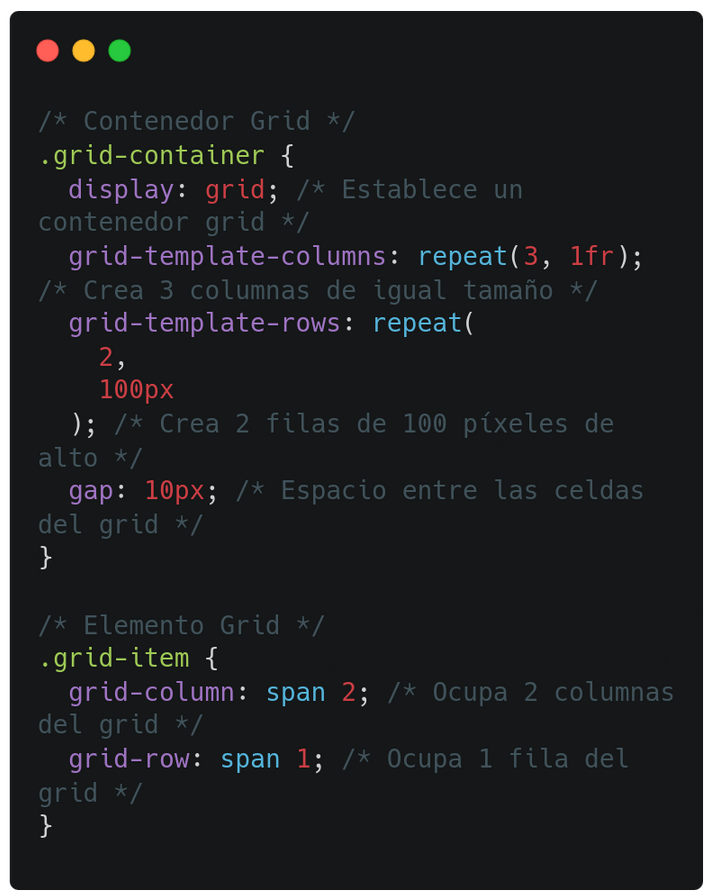 /* Contenedor Grid */
.grid-container {
  display: grid; /* Establece un
contenedor grid */
  grid-template-columns: repeat(3, 1fr);
/* Crea 3 columnas de igual tamaño */
  grid-template-rows: repeat(
    2,
    100px
  ); /* Crea 2 filas de 100 píxeles de
alto */
  gap: 10px; /* Espacio entre las celdas
del grid */
}

/* Elemento Grid */
.grid-item {
  grid-column: span 2; /* Ocupa 2 columnas
del grid */
  grid-row: span 1; /* Ocupa 1 fila del
grid */
}